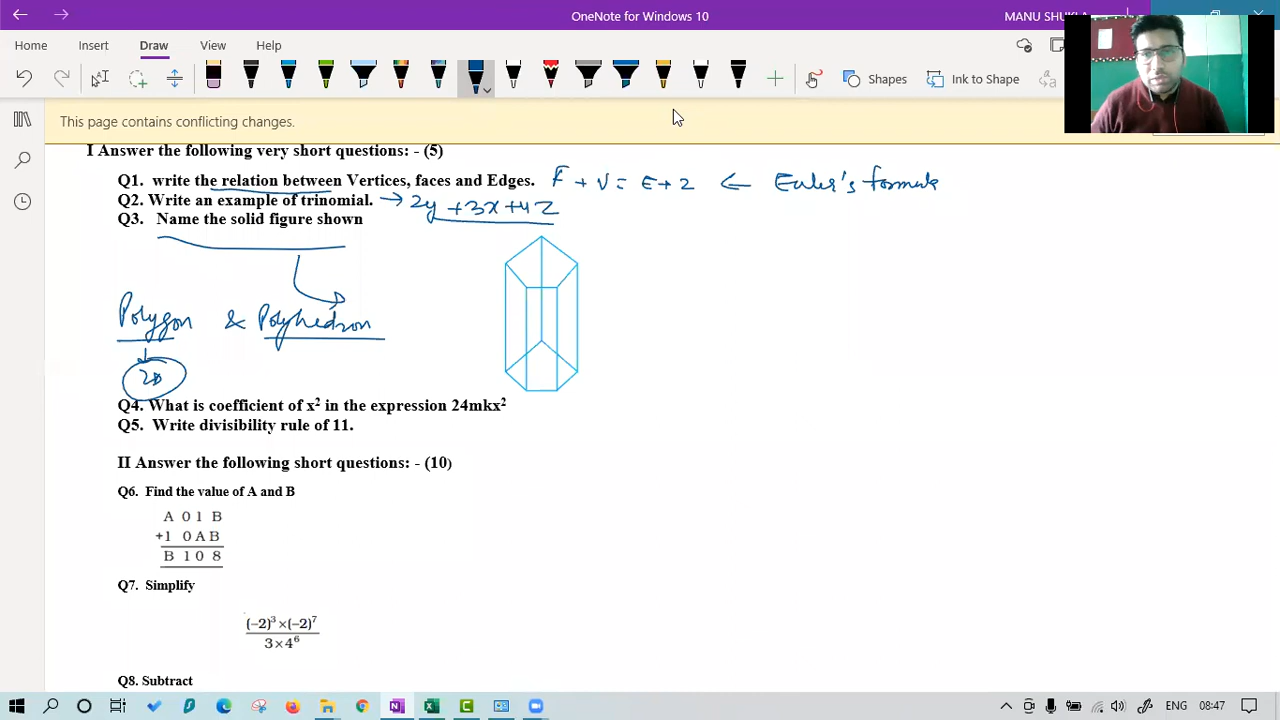 OneNote for Windows 10
MANU SHUKLA
Home Insert Draw View Help
Shapes Ink to Shape
This page contains conflicting changes.
I Answer the following very short questions: - (5)
Q1. write the relation between Vertices, faces and Edges. F + V = E + 2 ← Euler's formula
Q2. Write an example of trinomial. → 2y + 3x + 4z
Q3. Name the solid figure shown
Polygon & Polyhedron
2D
Q4. What is coefficient of x² in the expression 24mkx²
Q5. Write divisibility rule of 11.
II Answer the following short questions: - (10)
Q6. Find the value of A and B
A 0 1 B
+1 0 A B
B 1 0 8
Q7. Simplify
(−2)³×(−2)⁷
3×4⁶
Q8. Subtract
ENG 08:47